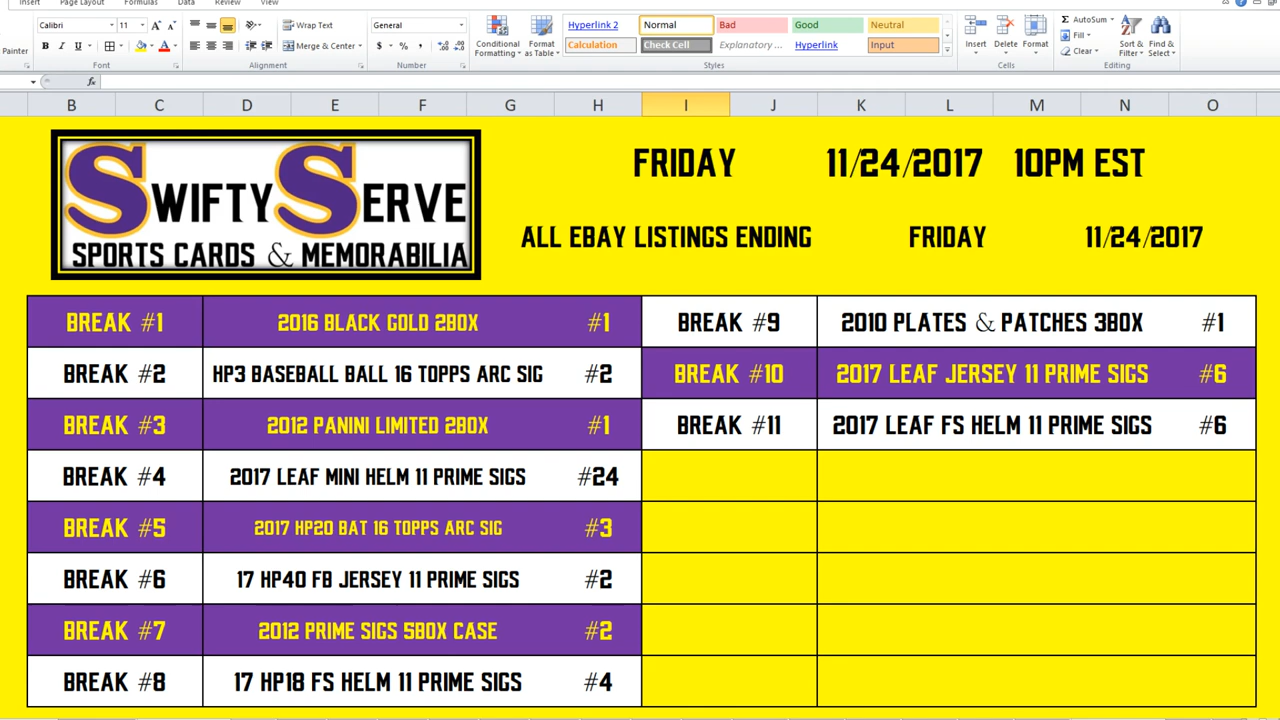 Insert Page Layout Formulas Data Review View
Calibri 11 A A Wrap Text General Hyperlink 2 Normal Bad Good Neutral Insert Delete Format AutoSum
Painter B I U A Merge & Center $ % , Conditional Formatting Format as Table Calculation Check Cell Explanatory ... Hyperlink Input Fill Clear Sort & Filter Find & Select
Font Alignment Number Styles Cells Editing
fx
B C D E F G H I J K L M N O
SWIFTY SERVE
SPORTS CARDS & MEMORABILIA
FRIDAY 11/24/2017 10PM EST
ALL EBAY LISTINGS ENDING FRIDAY 11/24/2017
BREAK #1 2016 BLACK GOLD 2BOX #1 BREAK #9 2010 PLATES & PATCHES 3BOX #1
BREAK #2 HP3 BASEBALL BALL 16 TOPPS ARC SIG #2 BREAK #10 2017 LEAF JERSEY 11 PRIME SIGS #6
BREAK #3 2012 PANINI LIMITED 2BOX #1 BREAK #11 2017 LEAF FS HELM 11 PRIME SIGS #6
BREAK #4 2017 LEAF MINI HELM 11 PRIME SIGS #24
BREAK #5 2017 HP20 BAT 16 TOPPS ARC SIG #3
BREAK #6 17 HP40 FB JERSEY 11 PRIME SIGS #2
BREAK #7 2012 PRIME SIGS 5BOX CASE #2
BREAK #8 17 HP18 FS HELM 11 PRIME SIGS #4